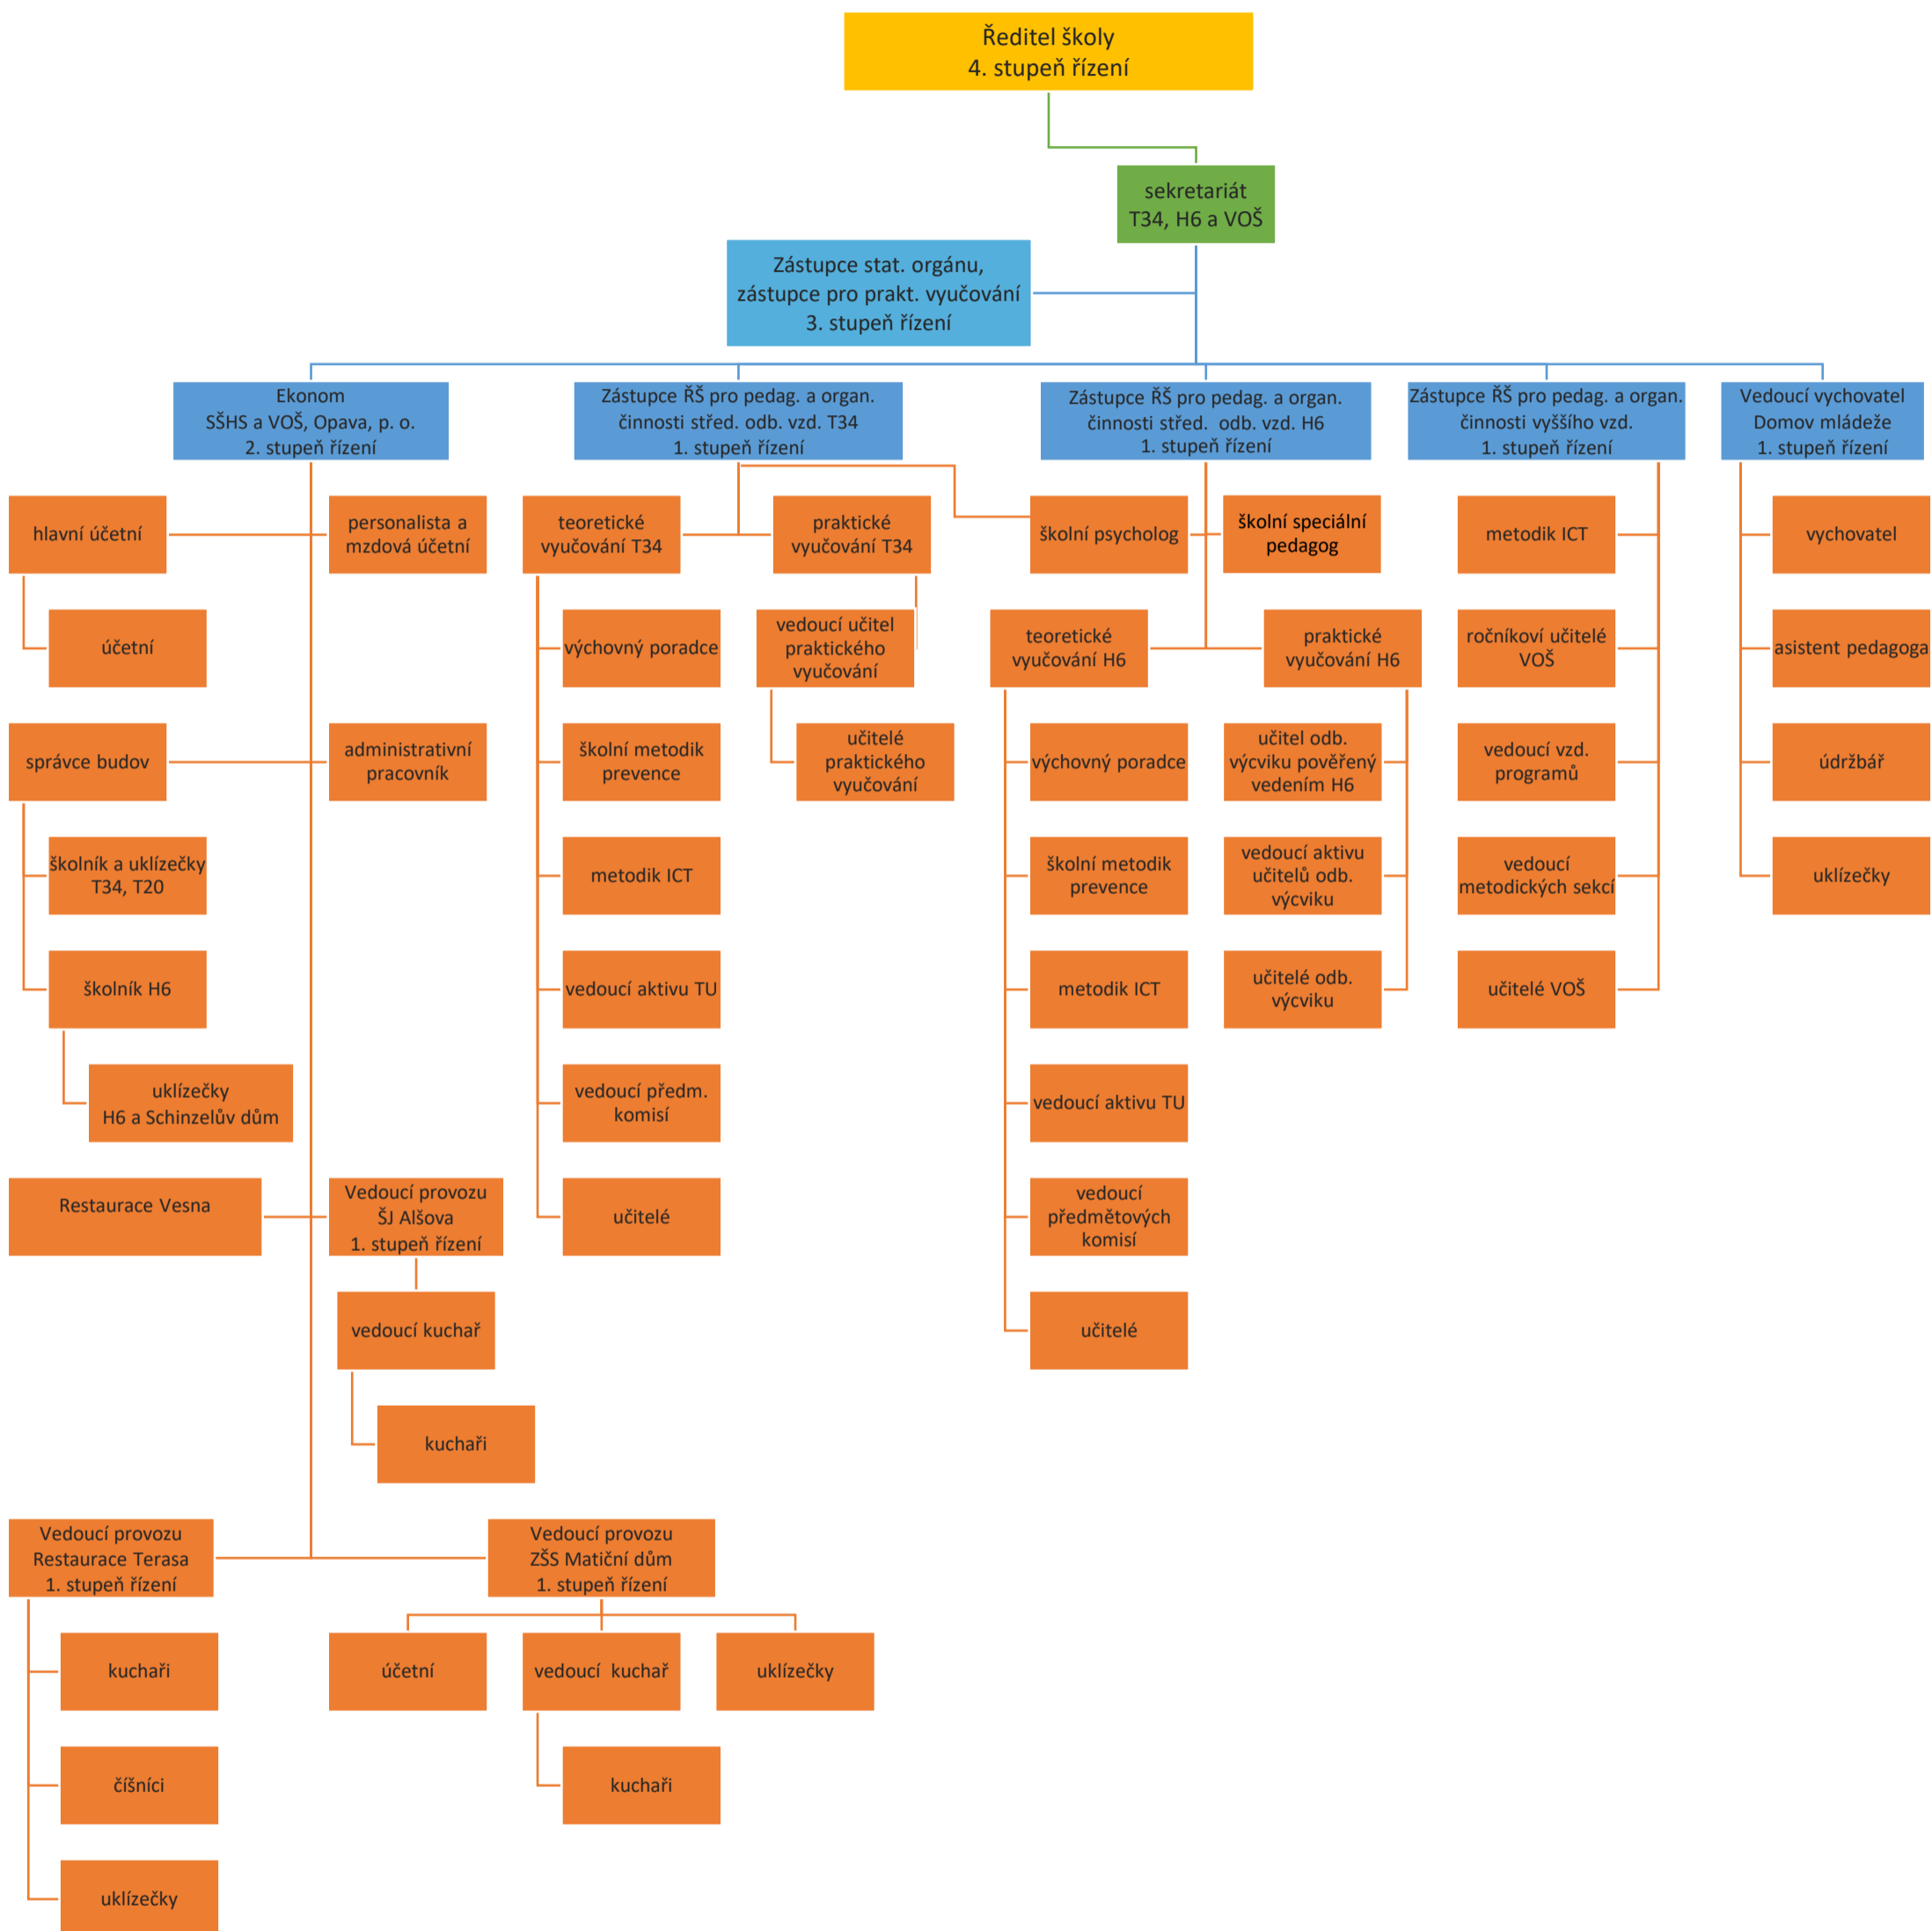 Ředitel školy
4. stupeň řízení
sekretariát
T34, H6 a VOŠ
Zástupce stat. orgánu,
zástupce pro prakt. vyučování
3. stupeň řízení
Ekonom
SŠHS a VOŠ, Opava, p. o.
2. stupeň řízení
Zástupce ŘŠ pro pedag. a organ.
činnosti střed. odb. vzd. T34
1. stupeň řízení
Zástupce ŘŠ pro pedag. a organ.
činnosti střed. odb. vzd. H6
1. stupeň řízení
Zástupce ŘŠ pro pedag. a organ.
činnosti vyššího vzd.
1. stupeň řízení
Vedoucí vychovatel
Domov mládeže
1. stupeň řízení
hlavní účetní
personalista a
mzdová účetní
teoretické
vyučování T34
praktické
vyučování T34
školní psycholog
školní speciální
pedagog
metodik ICT
vychovatel
účetní
výchovný poradce
vedoucí učitel
praktického
vyučování
teoretické
vyučování H6
praktické
vyučování H6
ročníkoví učitelé
VOŠ
asistent pedagoga
správce budov
administrativní
pracovník
školní metodik
prevence
učitelé
praktického
vyučování
výchovný poradce
učitel odb.
výcviku pověřený
vedením H6
vedoucí vzd.
programů
údržbář
školník a uklízečky
T34, T20
metodik ICT
školní metodik
prevence
vedoucí aktivu
učitelů odb.
výcviku
vedoucí
metodických sekcí
uklízečky
školník H6
vedoucí aktivu TU
metodik ICT
učitelé odb.
výcviku
učitelé VOŠ
uklízečky
H6 a Schinzelův dům
vedoucí předm.
komisí
vedoucí aktivu TU
Restaurace Vesna
Vedoucí provozu
ŠJ Alšova
1. stupeň řízení
učitelé
vedoucí
předmětových
komisí
vedoucí kuchař
učitelé
kuchaři
Vedoucí provozu
Restaurace Terasa
1. stupeň řízení
Vedoucí provozu
ZŠS Matiční dům
1. stupeň řízení
kuchaři
účetní
vedoucí kuchař
uklízečky
číšníci
kuchaři
uklízečky